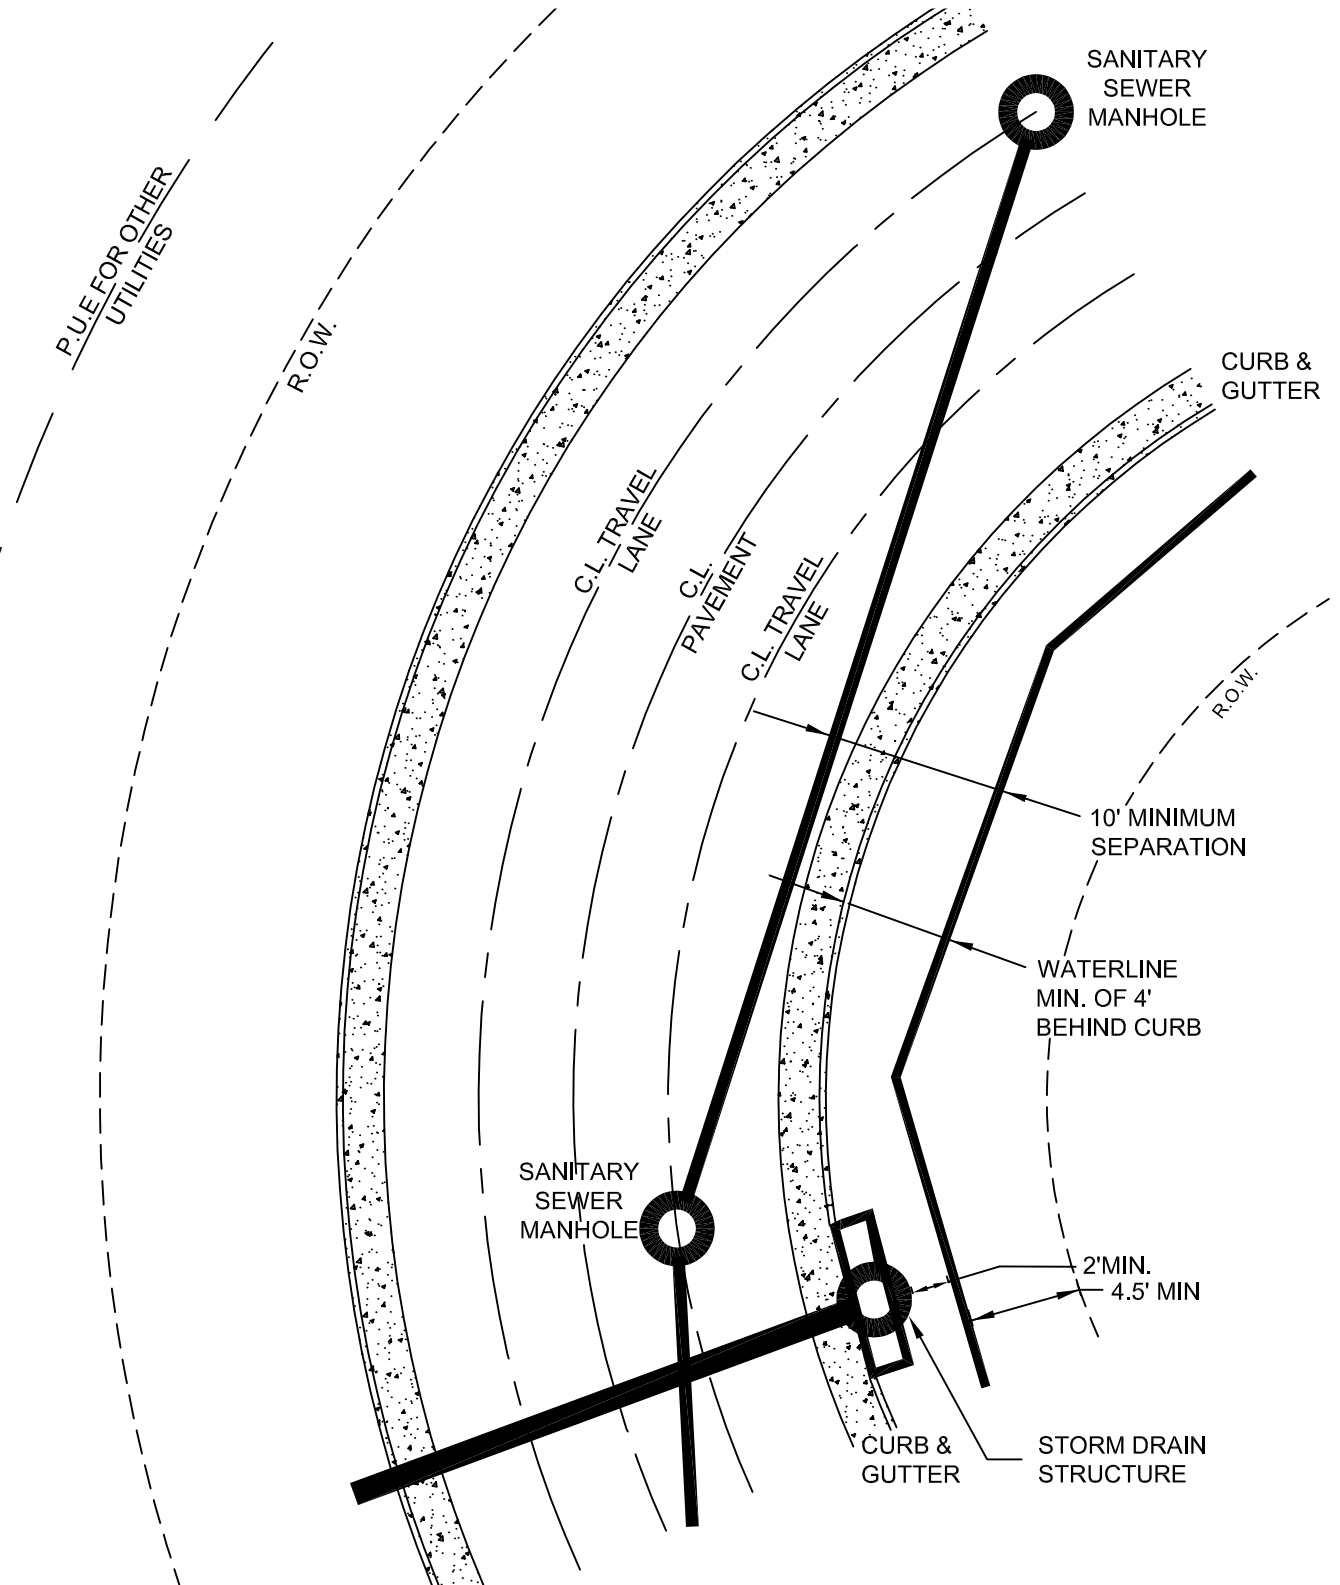 SANITARY
SEWER
MANHOLE
P.U.E FOR OTHER
UTILITIES
R.O.W.
CURB &
GUTTER
C.L. TRAVEL
LANE
C.L.
PAVEMENT
C.L. TRAVEL
LANE
R.O.W.
10' MINIMUM
SEPARATION
WATERLINE
MIN. OF 4'
BEHIND CURB
SANITARY
SEWER
MANHOLE
2'MIN.
4.5' MIN
CURB &
GUTTER
STORM DRAIN
STRUCTURE